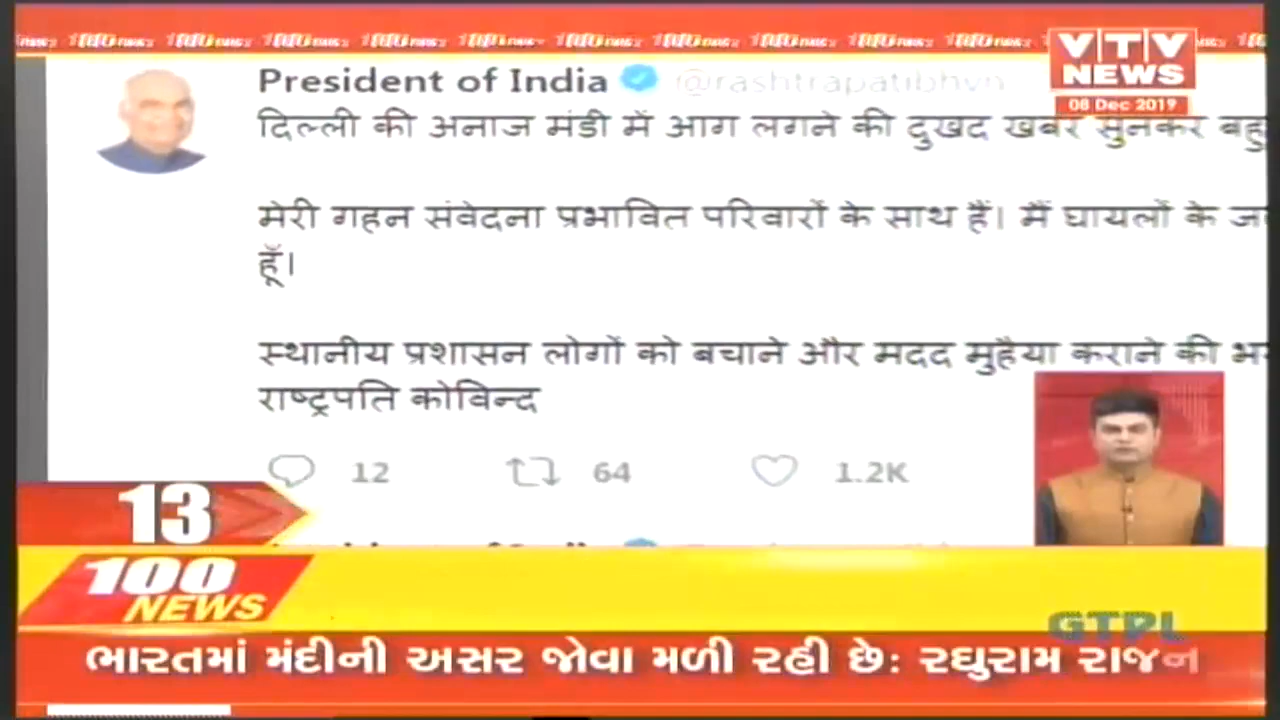 VTV
NEWS
08 Dec 2019
President of India @rashtrapatibhvn
दिल्ली की अनाज मंडी में आग लगने की दुखद खबर सुनकर
मेरी गहन संवेदना प्रभावित परिवारों के साथ हैं। मैं घायलों के
हूँ।
स्थानीय प्रशासन लोगों को बचाने और मदद मुहैया कराने की
राष्ट्रपति कोविन्द
12 64 1.2K
13
100
NEWS
GTPL
ભારતમાં મંદીની અસર જોવા મળી રહી છે: રઘુરામ રાજન